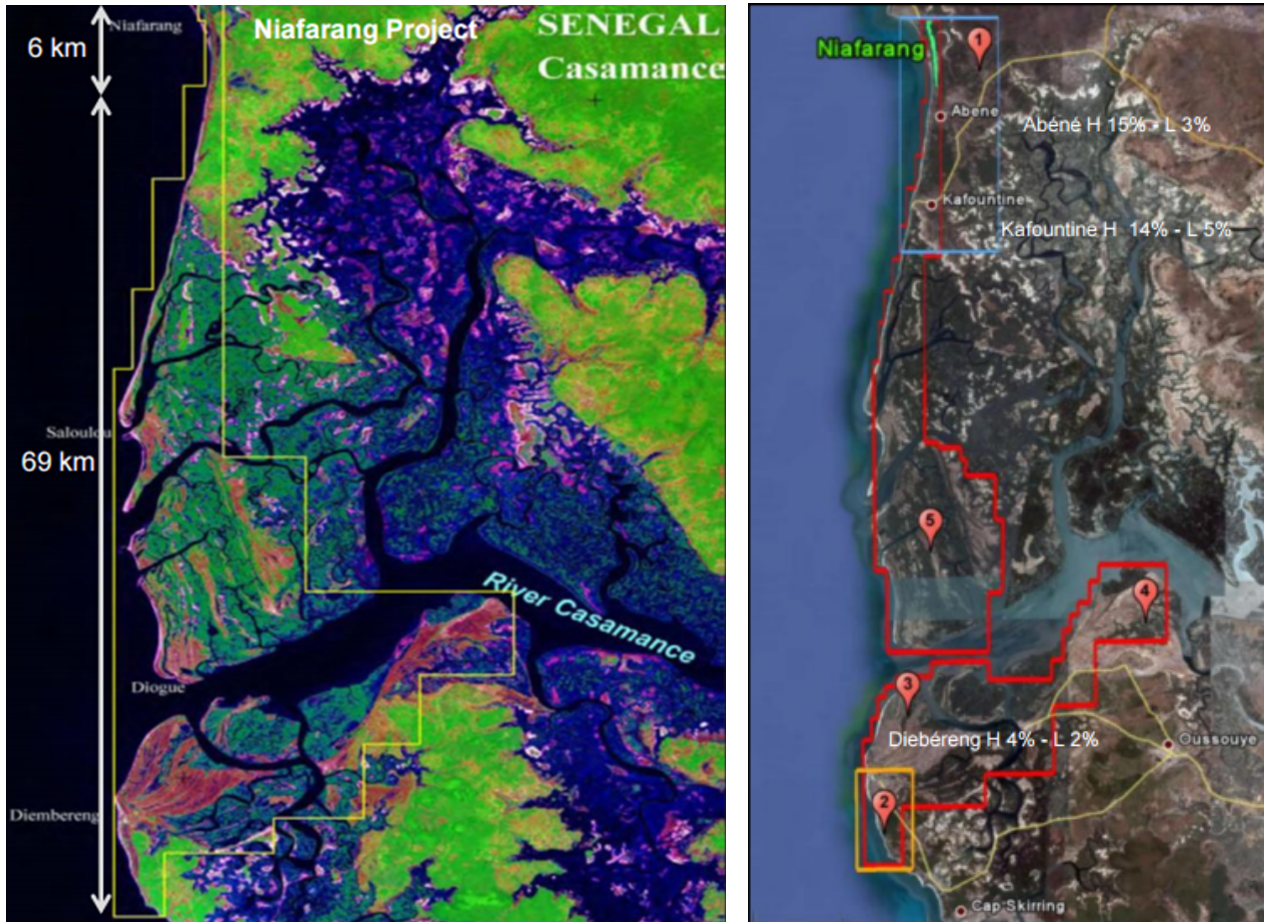 Niafarang
Niafarang Project
SENEGAL
Casamance
6 km
Saloulou
69 km
River Casamance
Diogue
Diembereng
Niafarang
1
Abene
Abéné H 15% - L 3%
Kafountine
Kafountine H 14% - L 5%
5
4
3
Diebéreng H 4% - L 2%
Oussouye
2
Cap Skirring